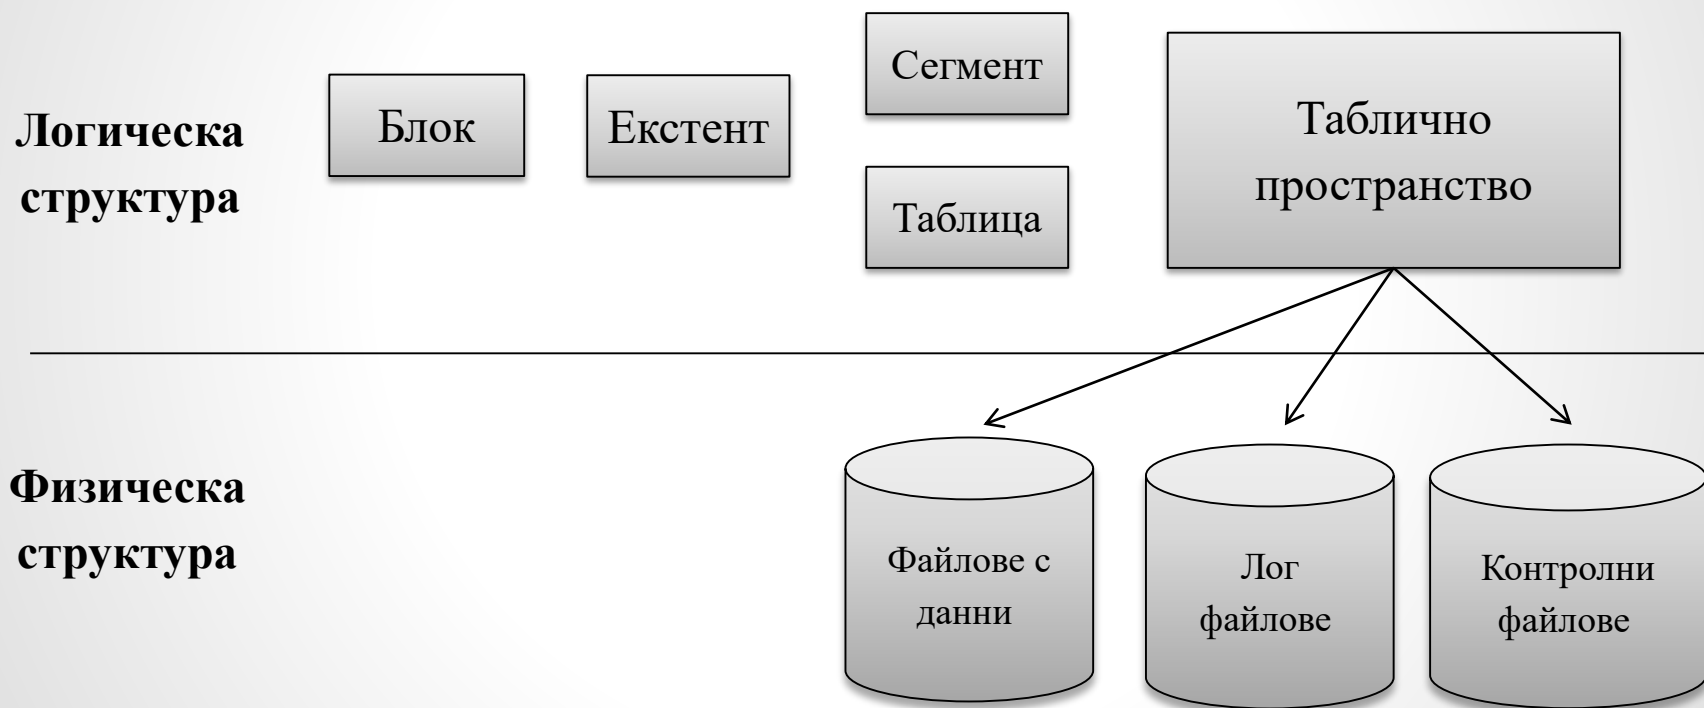 Логическа
структура
Блок
Екстент
Сегмент
Таблица
Таблично
пространство
Физическа
структура
Файлове с
данни
Лог
файлове
Контролни
файлове